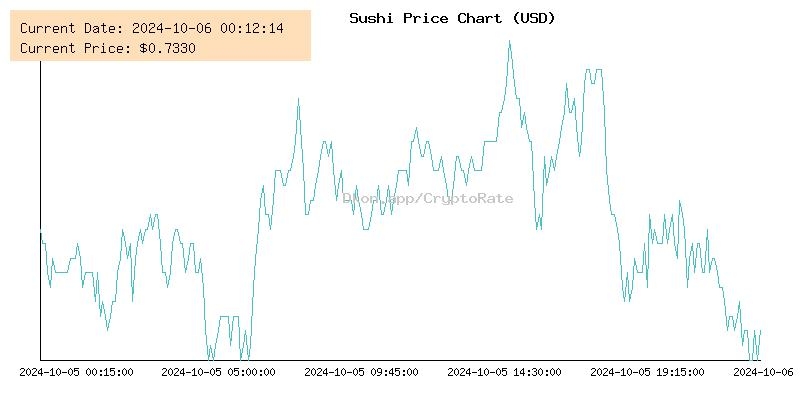 Sushi Price Chart (USD)
Current Date: 2024-10-06 00:12:14
Current Price: $0.7330
Dhon.app/CryptoRate
2024-10-05 00:15:00 2024-10-05 05:00:00 2024-10-05 09:45:00 2024-10-05 14:30:00 2024-10-05 19:15:00 2024-10-06